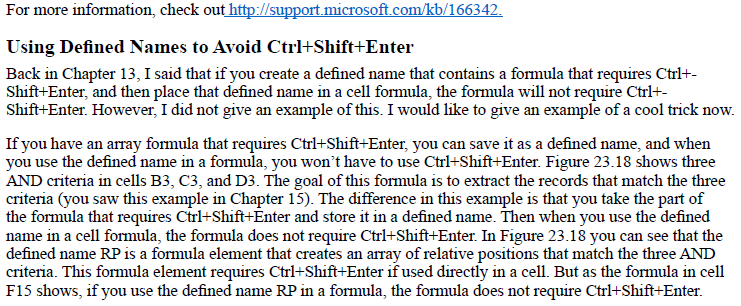 For more information, check out http://support.microsoft.com/kb/166342.
Using Defined Names to Avoid Ctrl+Shift+Enter
Back in Chapter 13, I said that if you create a defined name that contains a formula that requires Ctrl+-
Shift+Enter, and then place that defined name in a cell formula, the formula will not require Ctrl+-
Shift+Enter. However, I did not give an example of this. I would like to give an example of a cool trick now.
If you have an array formula that requires Ctrl+Shift+Enter, you can save it as a defined name, and when
you use the defined name in a formula, you won't have to use Ctrl+Shift+Enter. Figure 23.18 shows three
AND criteria in cells B3, C3, and D3. The goal of this formula is to extract the records that match the three
criteria (you saw this example in Chapter 15). The difference in this example is that you take the part of
the formula that requires Ctrl+Shift+Enter and store it in a defined name. Then when you use the defined
name in a cell formula, the formula does not require Ctrl+Shift+Enter. In Figure 23.18 you can see that the
defined name RP is a formula element that creates an array of relative positions that match the three AND
criteria. This formula element requires Ctrl+Shift+Enter if used directly in a cell. But as the formula in cell
F15 shows, if you use the defined name RP in a formula, the formula does not require Ctrl+Shift+Enter.